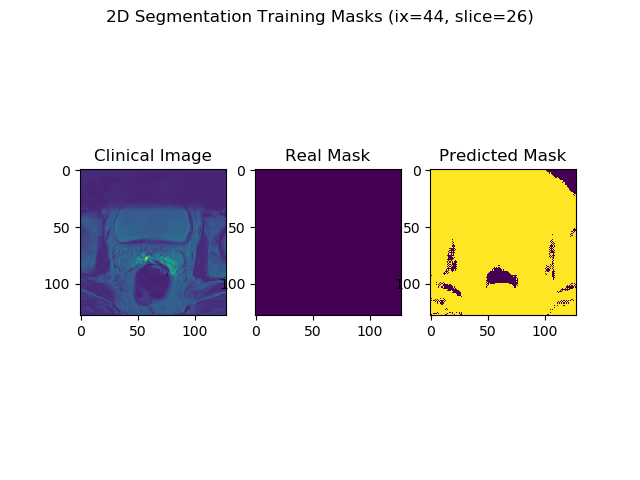 2D Segmentation Training Masks (ix=44, slice=26)
Clinical Image Real Mask Predicted Mask
0 0 0
50 50 50
100 100 100
0 50 100 0 50 100 0 50 100